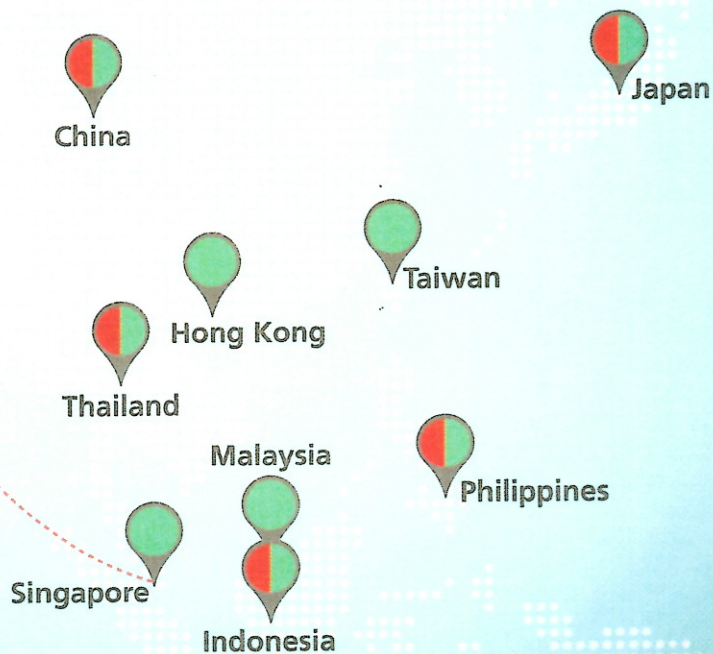 Japan
China
Taiwan
Hong Kong
Thailand
Malaysia
Philippines
Singapore
Indonesia